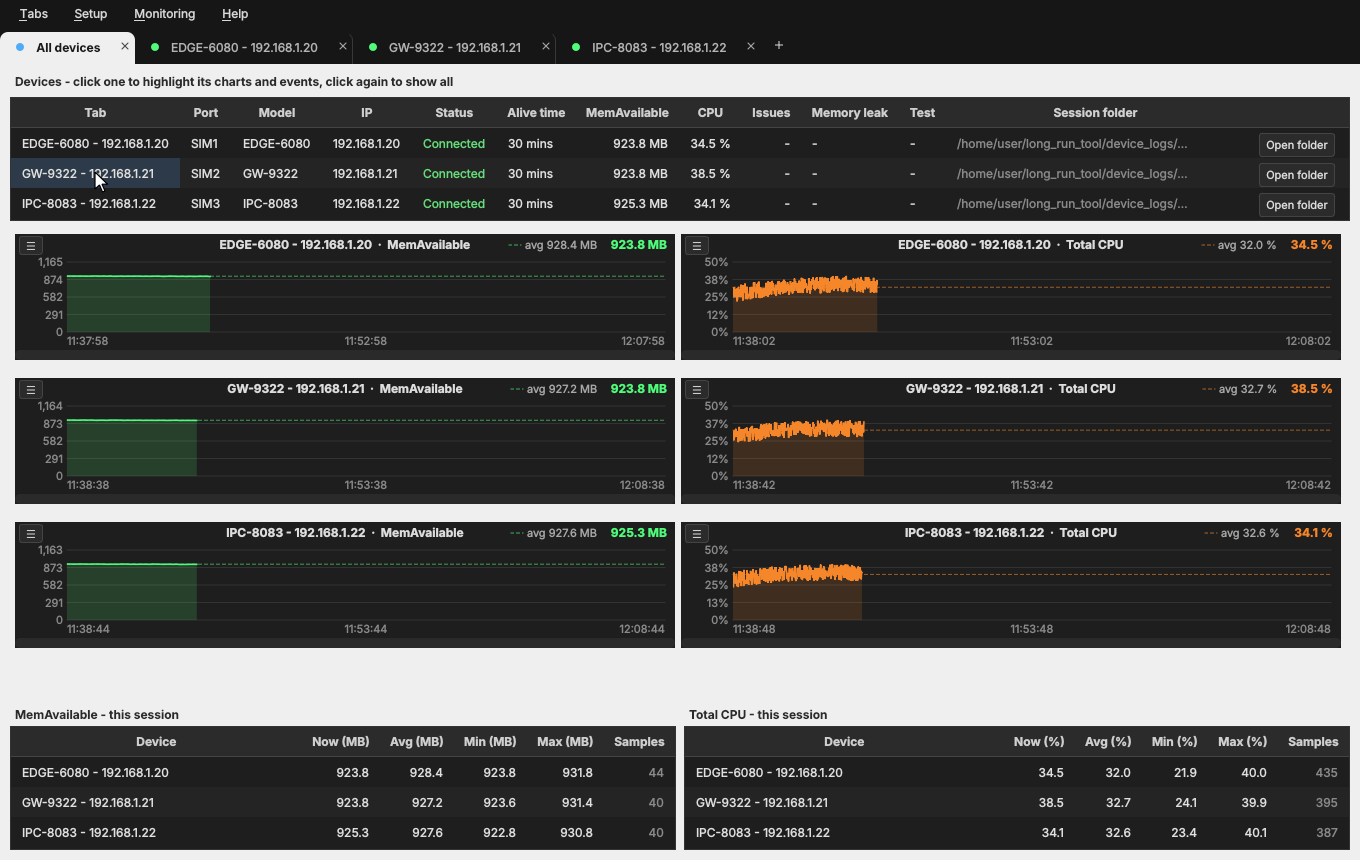 Tabs Setup Monitoring Help
All devices × EDGE-6080 - 192.168.1.20 × GW-9322 - 192.168.1.21 × IPC-8083 - 192.168.1.22 × +
Devices - click one to highlight its charts and events, click again to show all
Tab Port Model IP Status Alive time MemAvailable CPU Issues Memory leak Test Session folder
EDGE-6080 - 192.168.1.20 SIM1 EDGE-6080 192.168.1.20 Connected 30 mins 923.8 MB 34.5 % - - - /home/user/long_run_tool/device_logs/... Open folder
GW-9322 - 192.168.1.21 SIM2 GW-9322 192.168.1.21 Connected 30 mins 923.8 MB 38.5 % - - - /home/user/long_run_tool/device_logs/... Open folder
IPC-8083 - 192.168.1.22 SIM3 IPC-8083 192.168.1.22 Connected 30 mins 925.3 MB 34.1 % - - - /home/user/long_run_tool/device_logs/... Open folder
EDGE-6080 - 192.168.1.20 · MemAvailable avg 928.4 MB 923.8 MB
1,165
874
582
291
0
11:37:58 11:52:58 12:07:58
EDGE-6080 - 192.168.1.20 · Total CPU avg 32.0 % 34.5 %
50%
38%
25%
12%
0%
11:38:02 11:53:02 12:08:02
GW-9322 - 192.168.1.21 · MemAvailable avg 927.2 MB 923.8 MB
1,164
873
582
291
0
11:38:38 11:53:38 12:08:38
GW-9322 - 192.168.1.21 · Total CPU avg 32.7 % 38.5 %
50%
37%
25%
12%
0%
11:38:42 11:53:42 12:08:42
IPC-8083 - 192.168.1.22 · MemAvailable avg 927.6 MB 925.3 MB
1,163
873
582
291
0
11:38:44 11:53:44 12:08:44
IPC-8083 - 192.168.1.22 · Total CPU avg 32.6 % 34.1 %
50%
38%
25%
13%
0%
11:38:48 11:53:48 12:08:48
MemAvailable - this session
Device Now (MB) Avg (MB) Min (MB) Max (MB) Samples
EDGE-6080 - 192.168.1.20 923.8 928.4 923.8 931.8 44
GW-9322 - 192.168.1.21 923.8 927.2 923.6 931.4 40
IPC-8083 - 192.168.1.22 925.3 927.6 922.8 930.8 40
Total CPU - this session
Device Now (%) Avg (%) Min (%) Max (%) Samples
EDGE-6080 - 192.168.1.20 34.5 32.0 21.9 40.0 435
GW-9322 - 192.168.1.21 38.5 32.7 24.1 39.9 395
IPC-8083 - 192.168.1.22 34.1 32.6 23.4 40.1 387